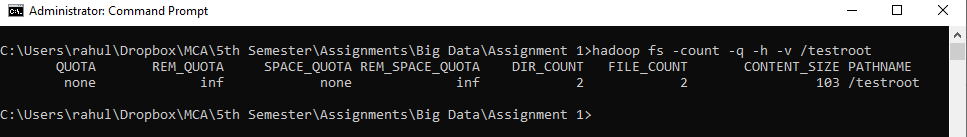 Administrator: Command Prompt
C:\Users\rahul\Dropbox\MCA\5th Semester\Assignments\Big Data\Assignment 1>hadoop fs -count -q -h -v /testroot
QUOTA REM_QUOTA SPACE_QUOTA REM_SPACE_QUOTA DIR_COUNT FILE_COUNT CONTENT_SIZE PATHNAME
none inf none inf 2 2 103 /testroot
C:\Users\rahul\Dropbox\MCA\5th Semester\Assignments\Big Data\Assignment 1>